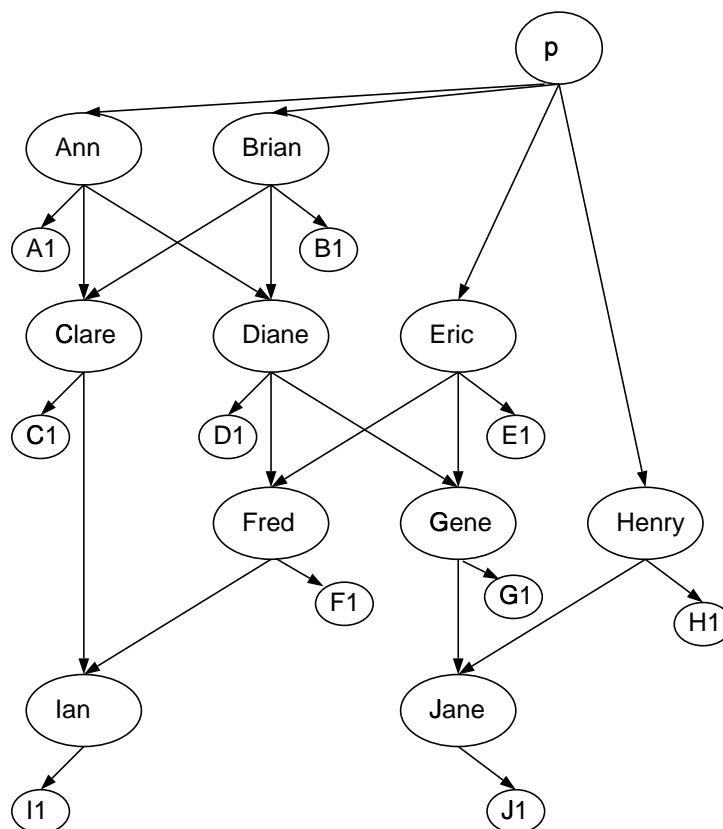 p
Ann
Brian
A1
B1
Clare
Diane
Eric
C1
D1
E1
Fred
Gene
Henry
F1
G1
H1
Ian
Jane
I1
J1